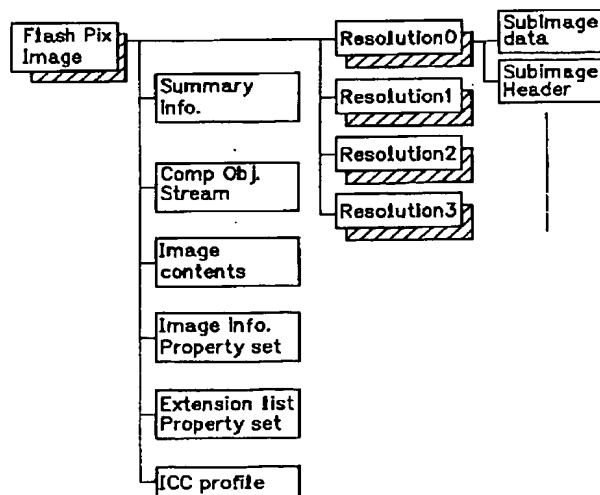 Flash Pix
Image
Resolution0
Subimage
data
Subimage
Header
Summary
info.
Resolution1
Resolution2
Comp Obj.
Stream
Resolution3
Image
contents
Image info.
Property set
Extension list
Property set
ICC profile